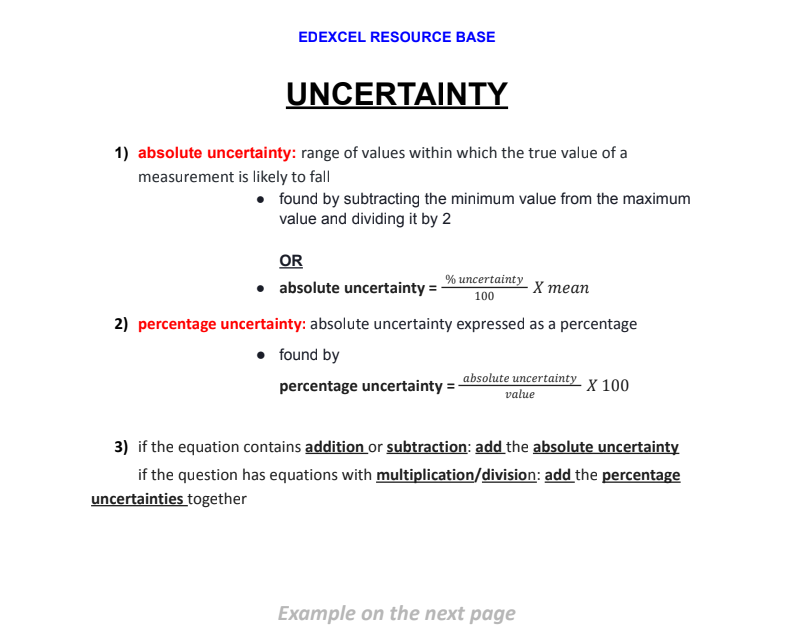 EDEXCEL RESOURCE BASE
UNCERTAINTY
1) absolute uncertainty: range of values within which the true value of a
measurement is likely to fall
● found by subtracting the minimum value from the maximum
value and dividing it by 2
OR
● absolute uncertainty = % uncertainty / 100 X mean
2) percentage uncertainty: absolute uncertainty expressed as a percentage
● found by
percentage uncertainty = absolute uncertainty / value X 100
3) if the equation contains addition or subtraction: add the absolute uncertainty
if the question has equations with multiplication/division: add the percentage
uncertainties together
Example on the next page